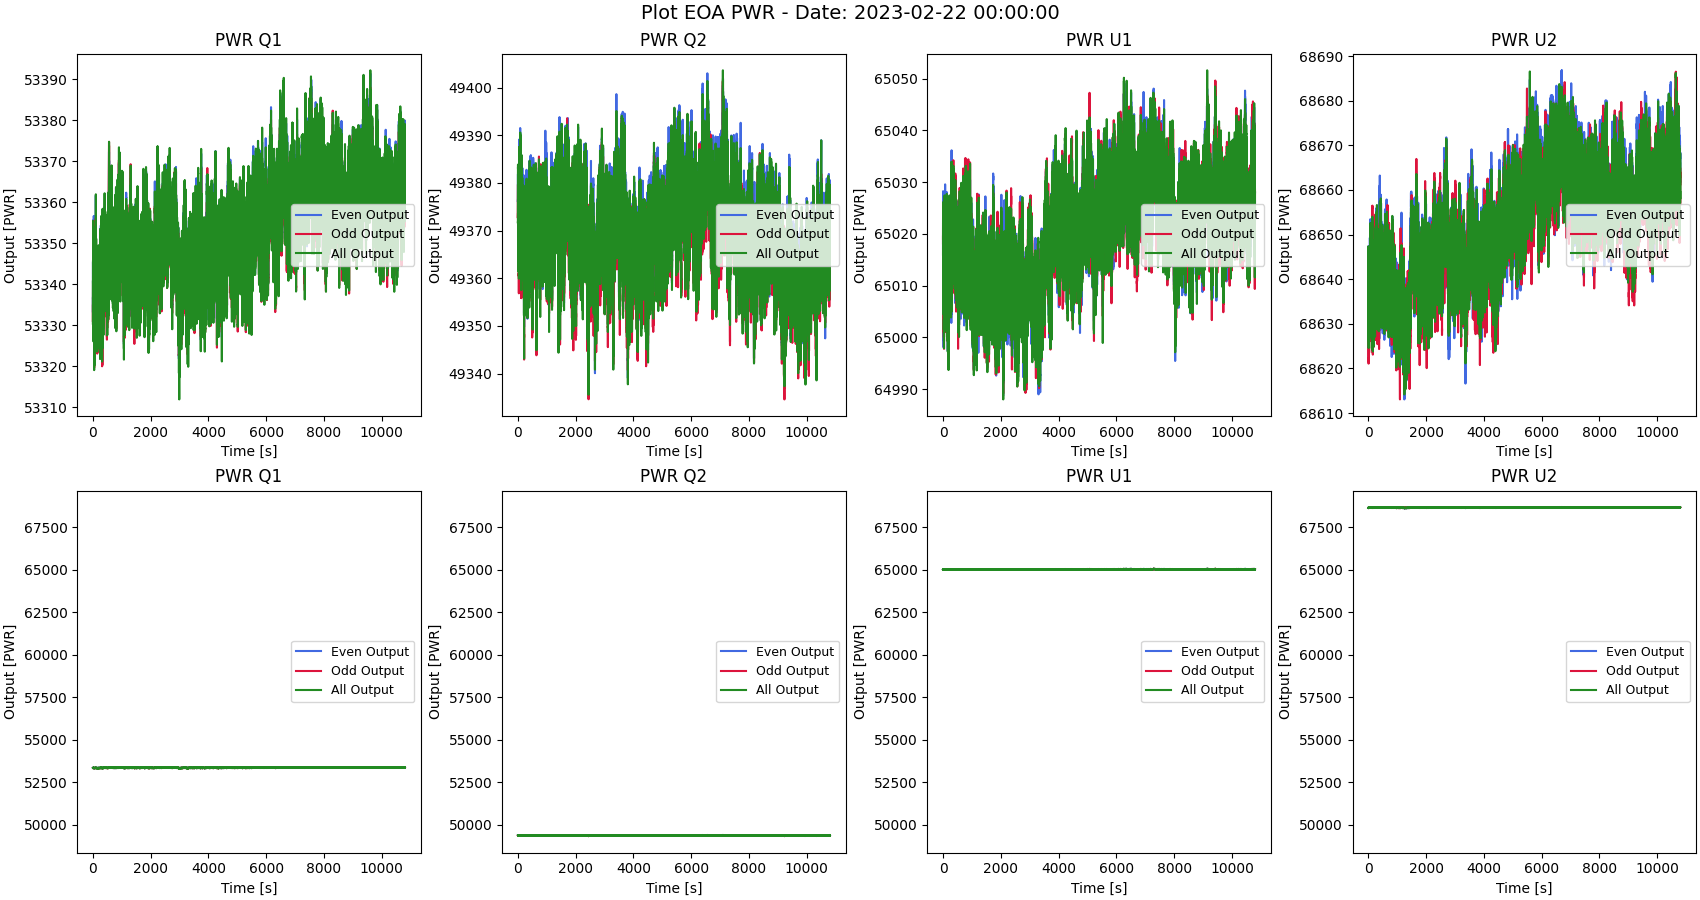 Plot EOA PWR - Date: 2023-02-22 00:00:00
PWR Q1
53390
53380
53370
53360
53350
53340
53330
53320
53310
Output [PWR]
Even Output
Odd Output
All Output
0 2000 4000 6000 8000 10000
Time [s]
PWR Q2
49400
49390
49380
49370
49360
49350
49340
Output [PWR]
Even Output
Odd Output
All Output
0 2000 4000 6000 8000 10000
Time [s]
PWR U1
65050
65040
65030
65020
65010
65000
64990
Output [PWR]
Even Output
Odd Output
All Output
0 2000 4000 6000 8000 10000
Time [s]
PWR U2
68690
68680
68670
68660
68650
68640
68630
68620
68610
Output [PWR]
Even Output
Odd Output
All Output
0 2000 4000 6000 8000 10000
Time [s]
PWR Q1
67500
65000
62500
60000
57500
55000
52500
50000
Output [PWR]
Even Output
Odd Output
All Output
0 2000 4000 6000 8000 10000
Time [s]
PWR Q2
67500
65000
62500
60000
57500
55000
52500
50000
Output [PWR]
Even Output
Odd Output
All Output
0 2000 4000 6000 8000 10000
Time [s]
PWR U1
67500
65000
62500
60000
57500
55000
52500
50000
Output [PWR]
Even Output
Odd Output
All Output
0 2000 4000 6000 8000 10000
Time [s]
PWR U2
67500
65000
62500
60000
57500
55000
52500
50000
Output [PWR]
Even Output
Odd Output
All Output
0 2000 4000 6000 8000 10000
Time [s]